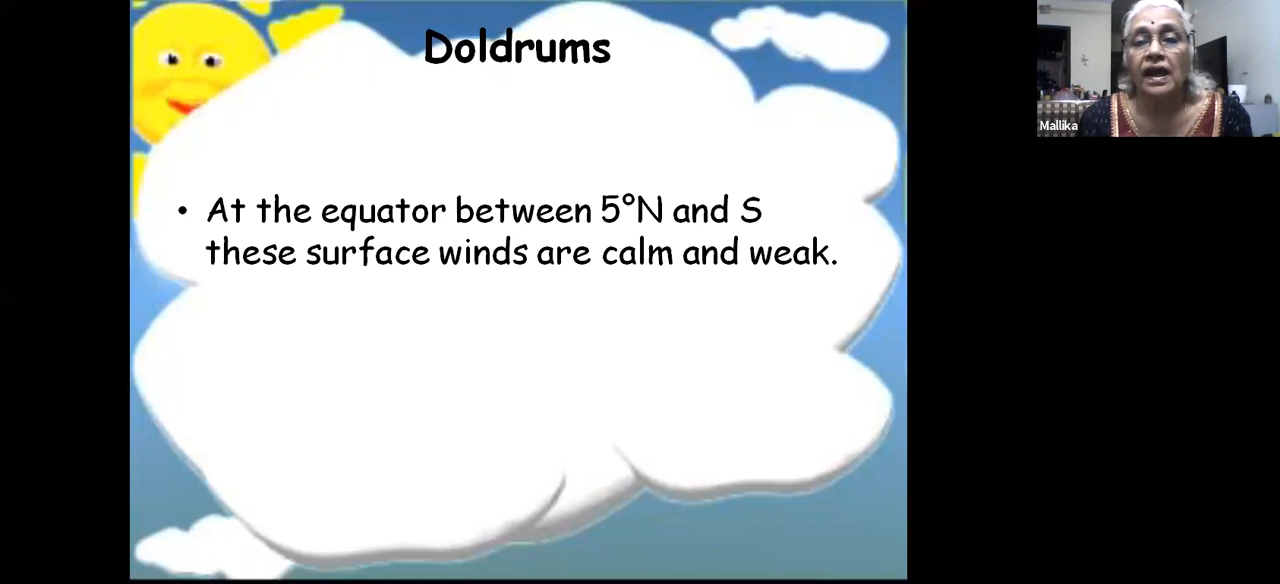 Doldrums
• At the equator between 5°N and S
these surface winds are calm and weak.
Mallika